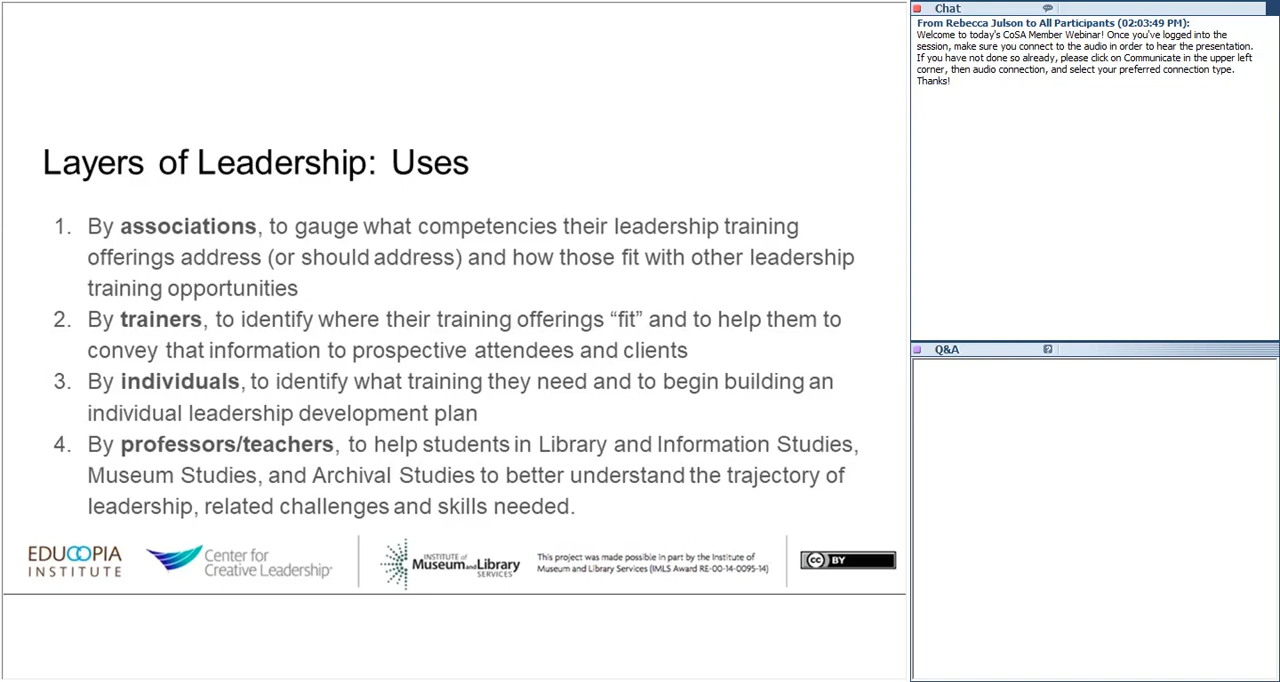 Layers of Leadership: Uses
1. By associations, to gauge what competencies their leadership training
offerings address (or should address) and how those fit with other leadership
training opportunities
2. By trainers, to identify where their training offerings “fit” and to help them to
convey that information to prospective attendees and clients
3. By individuals, to identify what training they need and to begin building an
individual leadership development plan
4. By professors/teachers, to help students in Library and Information Studies,
Museum Studies, and Archival Studies to better understand the trajectory of
leadership, related challenges and skills needed.
EDUCOPIA
INSTITUTE
Center for
Creative Leadership
INSTITUTE of
Museum and Library
SERVICES
This project was made possible in part by the Institute of
Museum and Library Services (IMLS Award RE-00-14-0095-14)
cc BY
Chat
From Rebecca Julson to All Participants (02:03:49 PM):
Welcome to today's CoSA Member Webinar! Once you've logged into the
session, make sure you connect to the audio in order to hear the presentation.
If you have not done so already, please click on Communicate in the upper left
corner, then audio connection, and select your preferred connection type.
Thanks!
Q&A
?